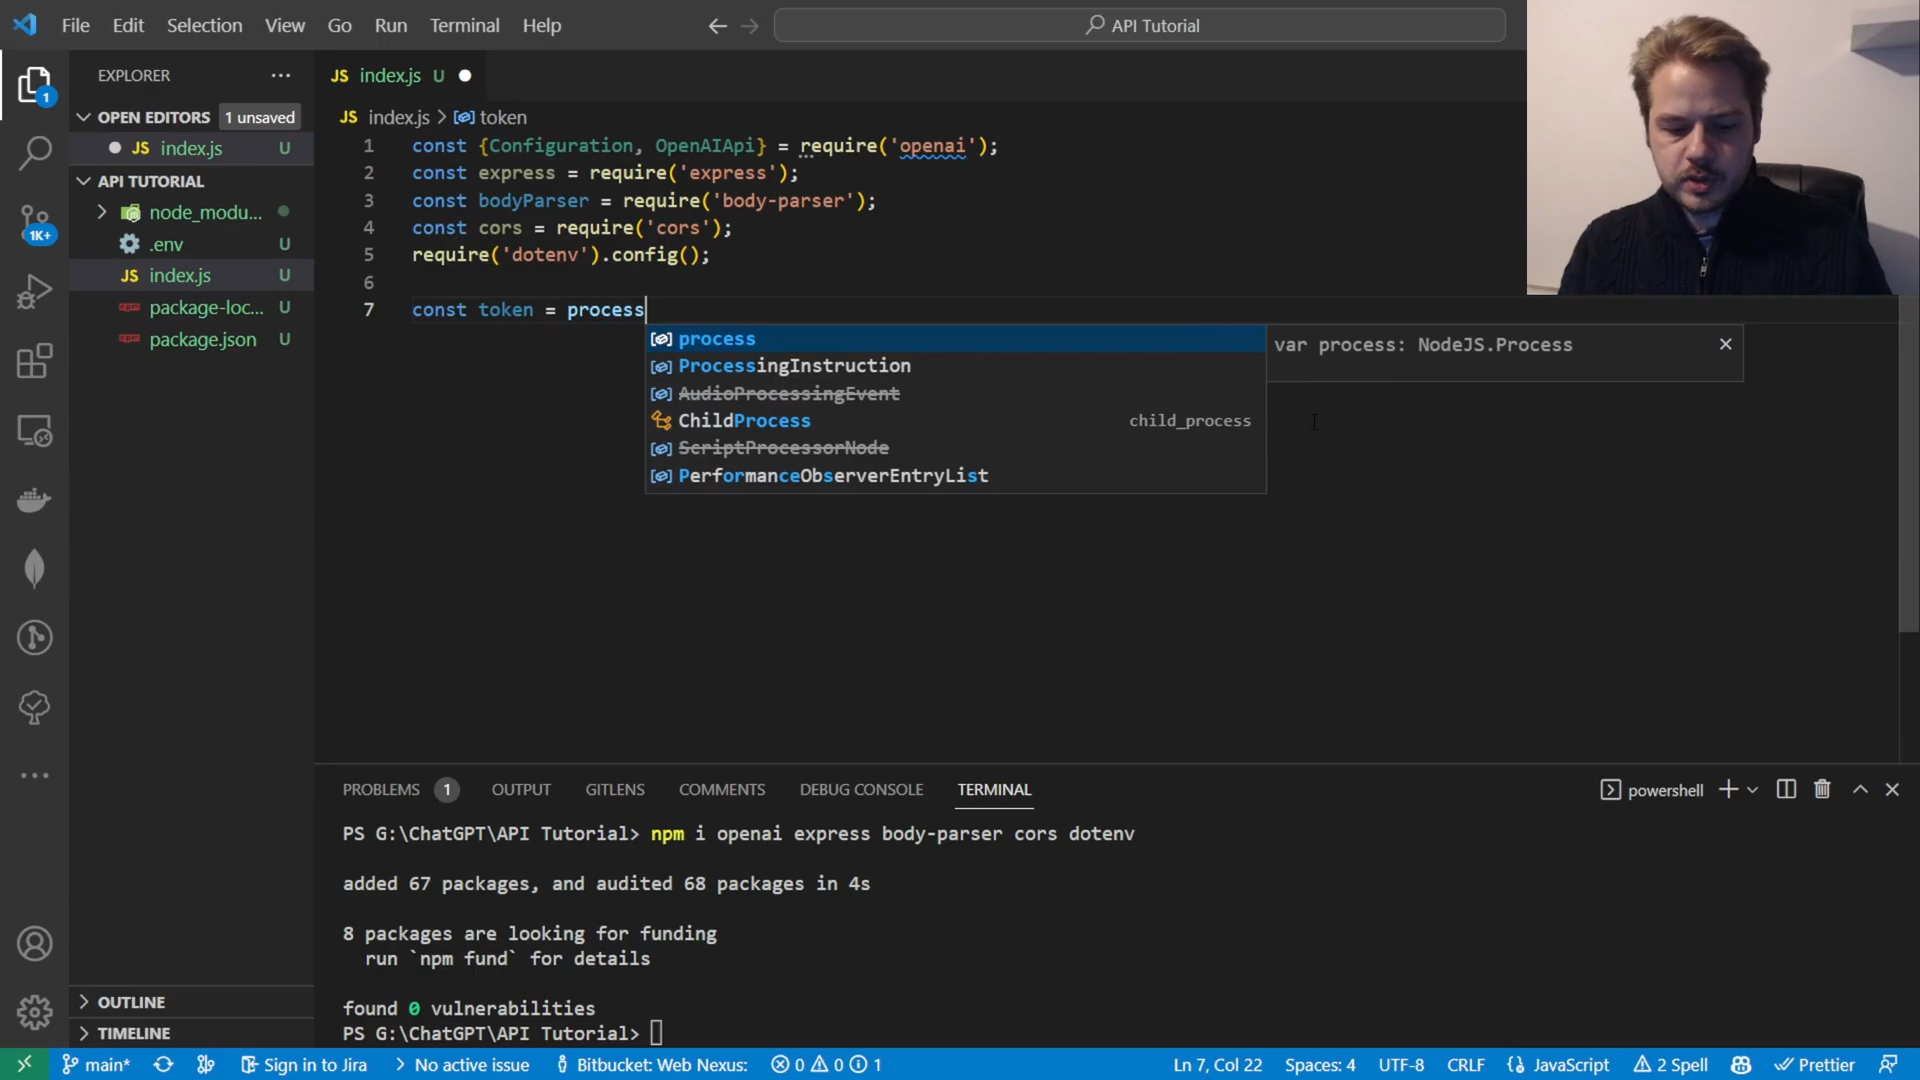 File Edit Selection View Go Run Terminal Help
API Tutorial
EXPLORER
JS index.js U
OPEN EDITORS 1 unsaved
JS index.js > token
JS index.js U
1 const {Configuration, OpenAIApi} = require('openai');
2 const express = require('express');
API TUTORIAL
3 const bodyParser = require('body-parser');
node_modu...
4 const cors = require('cors');
.env U
5 require('dotenv').config();
JS index.js U
6
package-loc... U
7 const token = process
package.json U
process
var process: NodeJS.Process
ProcessingInstruction
AudioProcessingEvent
ChildProcess child_process
ScriptProcessorNode
PerformanceObserverEntryList
1
1K+
PROBLEMS 1 OUTPUT GITLENS COMMENTS DEBUG CONSOLE TERMINAL
powershell
PS G:\ChatGPT\API Tutorial> npm i openai express body-parser cors dotenv
added 67 packages, and audited 68 packages in 4s
8 packages are looking for funding
run `npm fund` for details
found 0 vulnerabilities
PS G:\ChatGPT\API Tutorial>
OUTLINE
TIMELINE
main* Sign in to Jira No active issue Bitbucket: Web Nexus: 0 0 1 Ln 7, Col 22 Spaces: 4 UTF-8 CRLF JavaScript 2 Spell Prettier